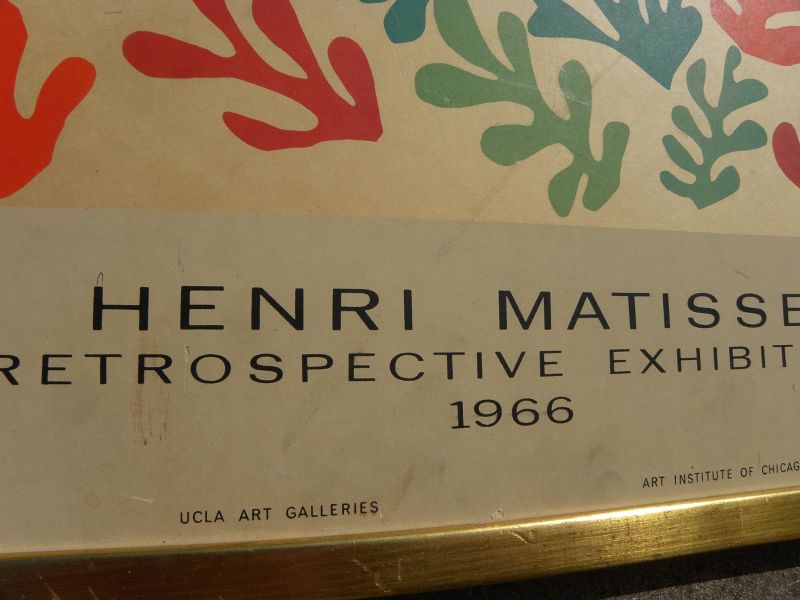 HENRI MATISSE
RETROSPECTIVE EXHIBIT
1966
UCLA ART GALLERIES
ART INSTITUTE OF CHICAG